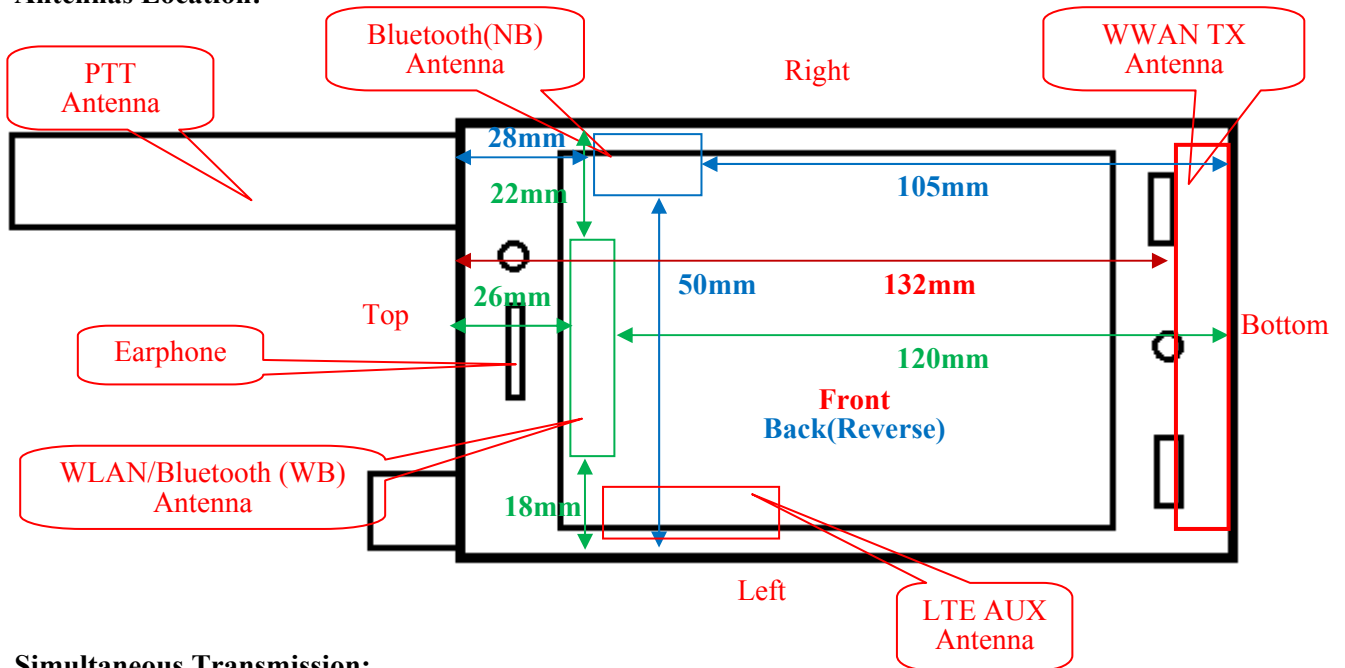 Antennas Location:
Bluetooth(NB)
Antenna
WWAN TX
Antenna
PTT
Antenna
Right
28mm
105mm
22mm
50mm
132mm
26mm
Top
Bottom
Earphone
120mm
Front
Back(Reverse)
WLAN/Bluetooth (WB)
Antenna
18mm
Left
LTE AUX
Antenna
Simultaneous Transmission: